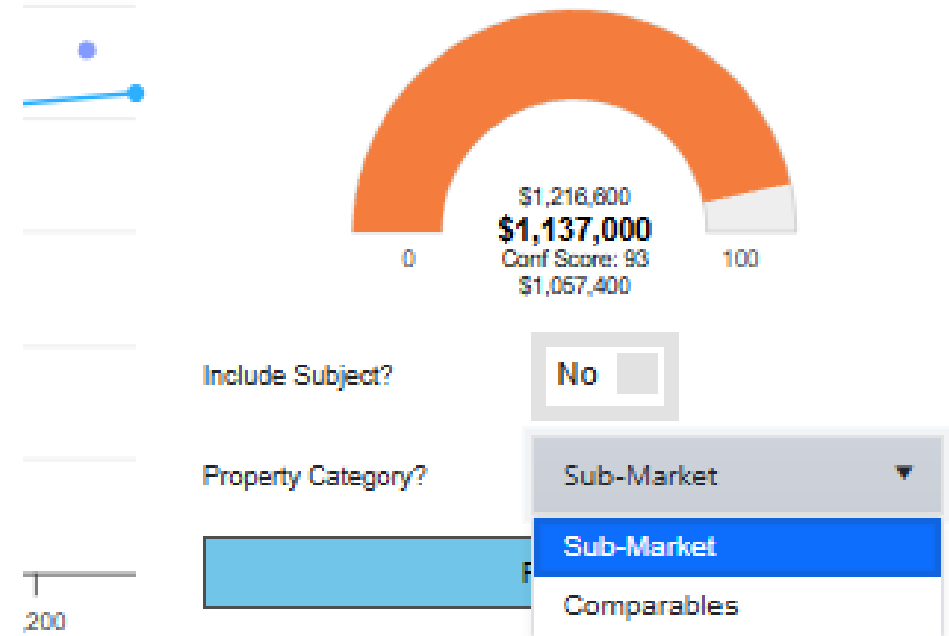 $1,216,600
$1,137,000
0 Conf Score: 93 100
$1,057,400
Include Subject? No
Property Category? Sub-Market
Sub-Market
Comparables
,200